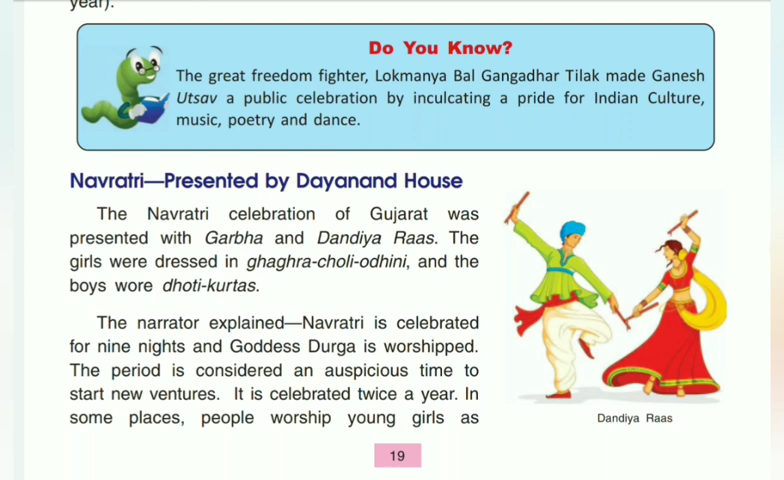 year).
Do You Know?
The great freedom fighter, Lokmanya Bal Gangadhar Tilak made Ganesh
Utsav a public celebration by inculcating a pride for Indian Culture,
music, poetry and dance.
Navratri—Presented by Dayanand House
The Navratri celebration of Gujarat was
presented with Garbha and Dandiya Raas. The
girls were dressed in ghaghra-choli-odhini, and the
boys wore dhoti-kurtas.
The narrator explained—Navratri is celebrated
for nine nights and Goddess Durga is worshipped.
The period is considered an auspicious time to
start new ventures. It is celebrated twice a year. In
some places, people worship young girls as
Dandiya Raas
19